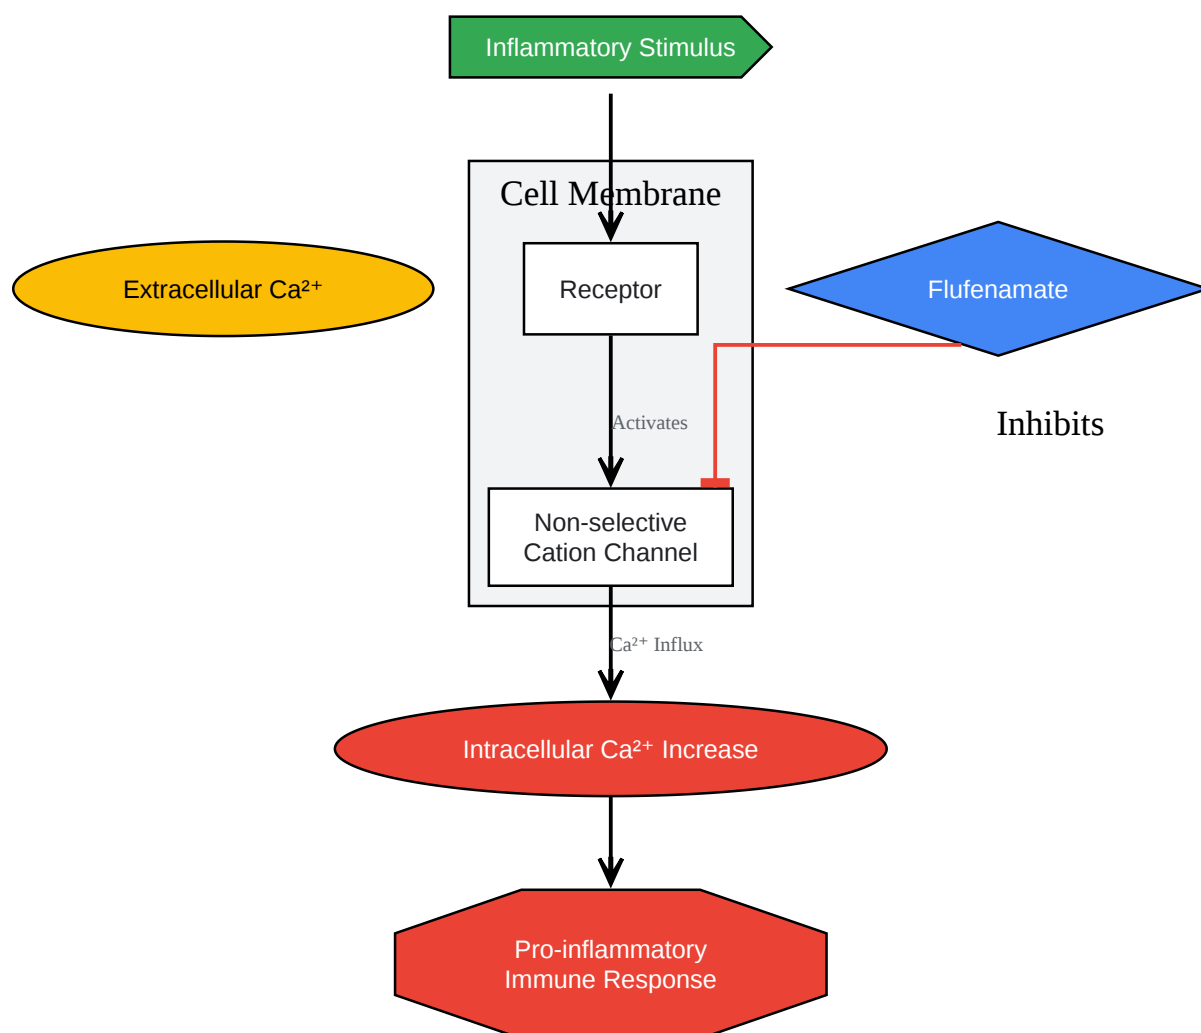 Inflammatory Stimulus
Cell Membrane
Extracellular Ca²⁺
Receptor
Flufenamate
Activates
Inhibits
Non-selective
Cation Channel
Ca²⁺ Influx
Intracellular Ca²⁺ Increase
Pro-inflammatory
Immune Response